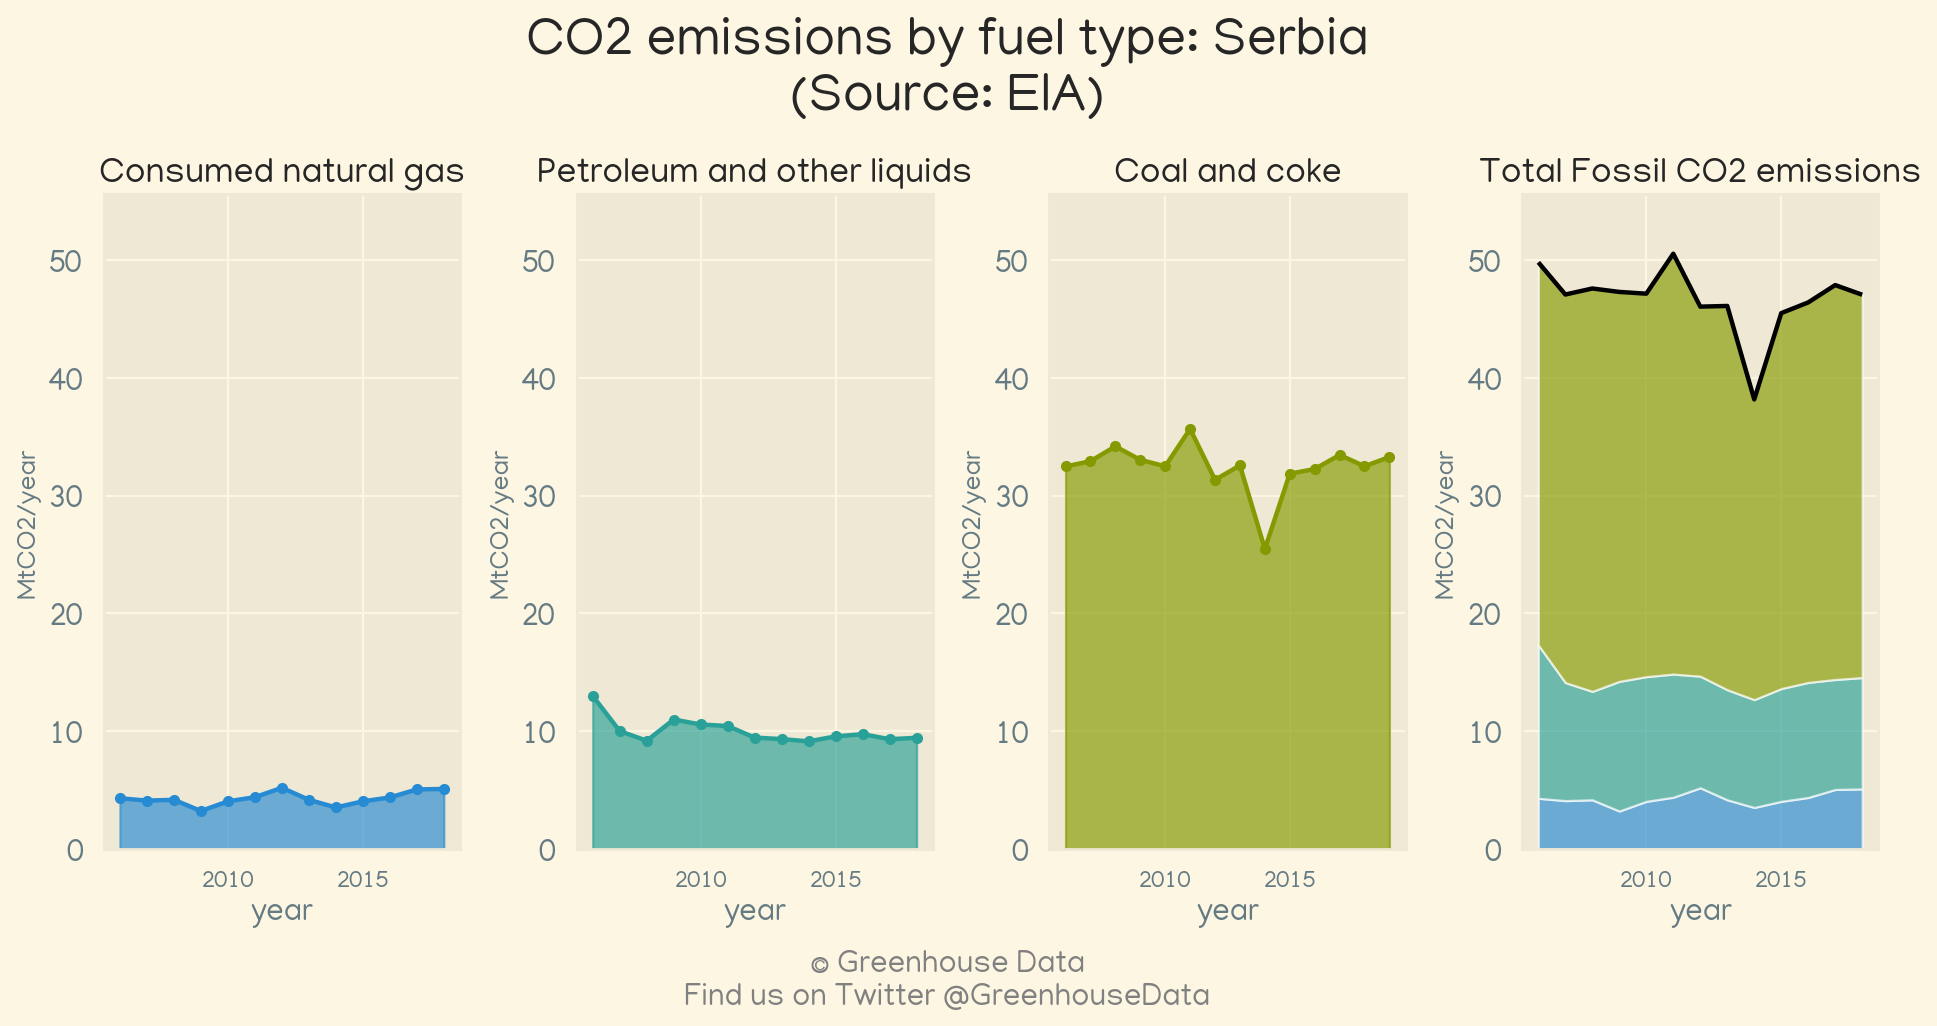 CO2 emissions by fuel type: Serbia
(Source: EIA)
Consumed natural gas
Petroleum and other liquids
Coal and coke
Total Fossil CO2 emissions
MtCO2/year
50
40
30
20
10
0
2010 2015
year
MtCO2/year
50
40
30
20
10
0
2010 2015
year
MtCO2/year
50
40
30
20
10
0
2010 2015
year
MtCO2/year
50
40
30
20
10
0
2010 2015
year
© Greenhouse Data
Find us on Twitter @GreenhouseData